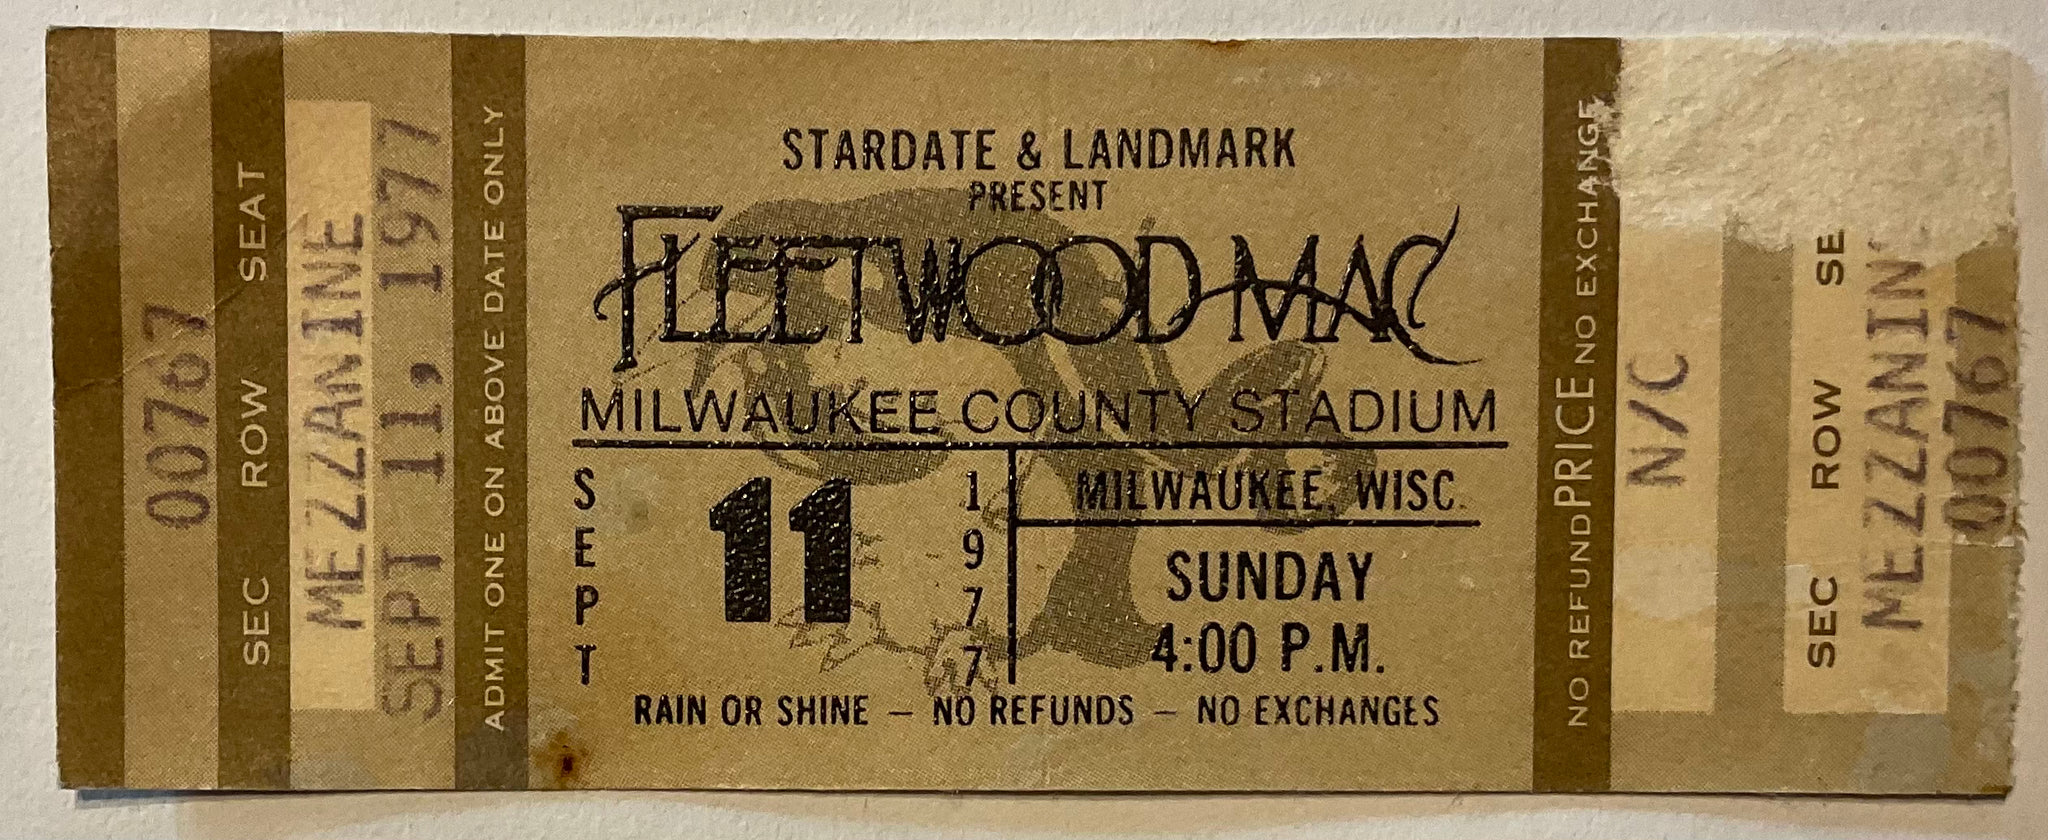 00767
SEC ROW SEAT
MEZZANINE
SEPT 11, 1977
ADMIT ONE ON ABOVE DATE ONLY
STARDATE & LANDMARK
PRESENT
FLEETWOOD MAC
MILWAUKEE COUNTY STADIUM
SEPT
11
1977
MILWAUKEE, WISC.
SUNDAY
4:00 P.M.
RAIN OR SHINE — NO REFUNDS — NO EXCHANGES
NO REFUND PRICE NO EXCHANGE
N/C
SEC ROW SE
MEZZANIN
00767